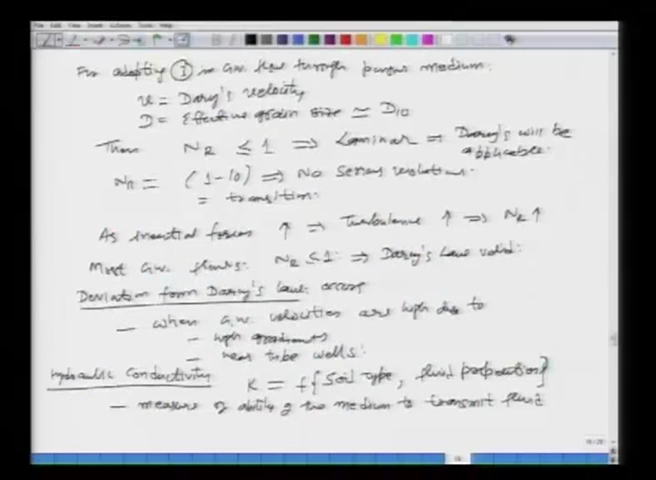 For adopting ① in G.W. flow through porous medium.
u = Darcy's velocity
D = Effective grain size ≃ D10
Then NR ≤ 1 ⇒ Laminar ⇒ Darcy's will be
applicable.
NR = (1-10) ⇒ No serious violations.
= transition.
As inertial forces ↑ ⇒ Turbulence ↑ ⇒ NR ↑
Most G.W. flows: NR ≤ 1 ⇒ Darcy's Law valid.
Deviation from Darcy's law: occurs
— when G.W. velocities are high due to
- high gradients
- near tube wells.
Hydraulic Conductivity K = f{Soil type, fluid properties}
— measure of ability of the medium to transmit fluid